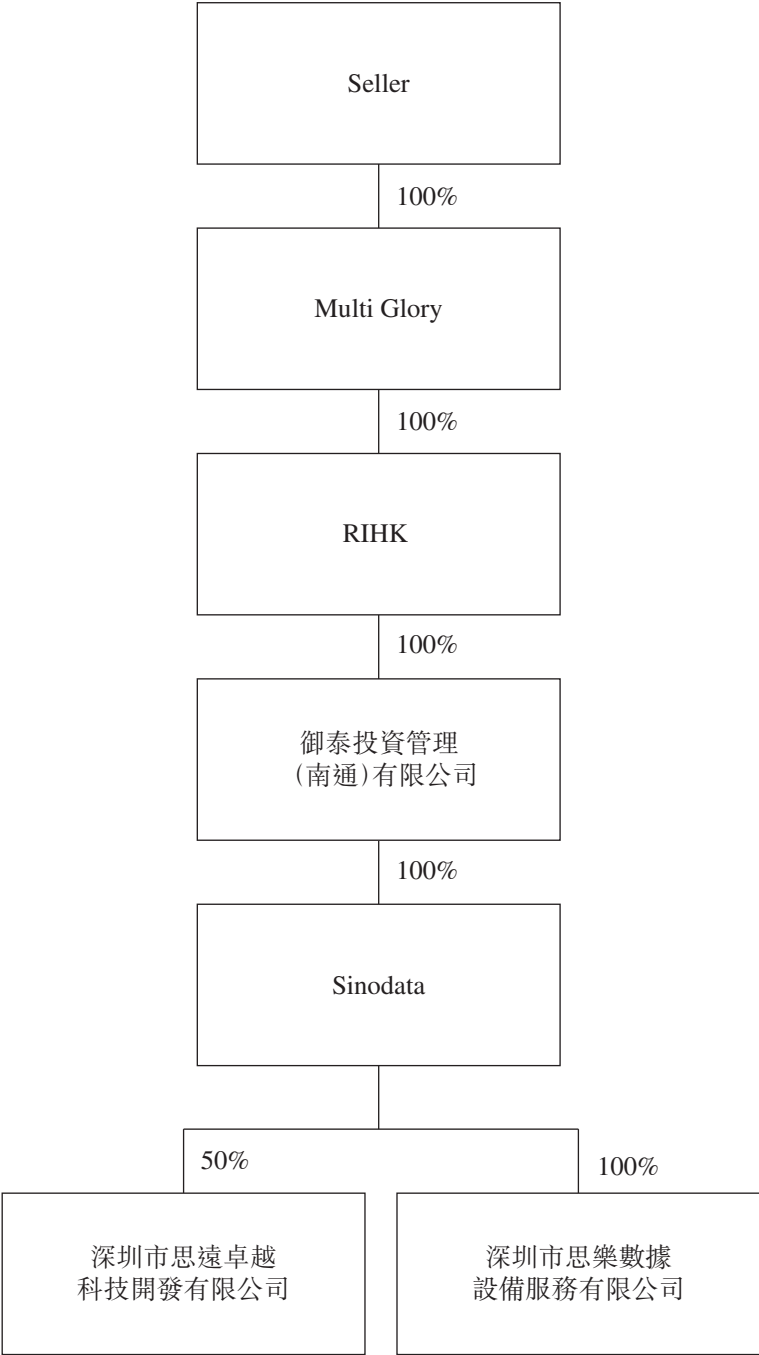 Seller
100%
Multi Glory
100%
RIHK
100%
御泰投資管理
(南通)有限公司
100%
Sinodata
50%
100%
深圳市思遠卓越
科技開發有限公司
深圳市思樂數據
設備服務有限公司